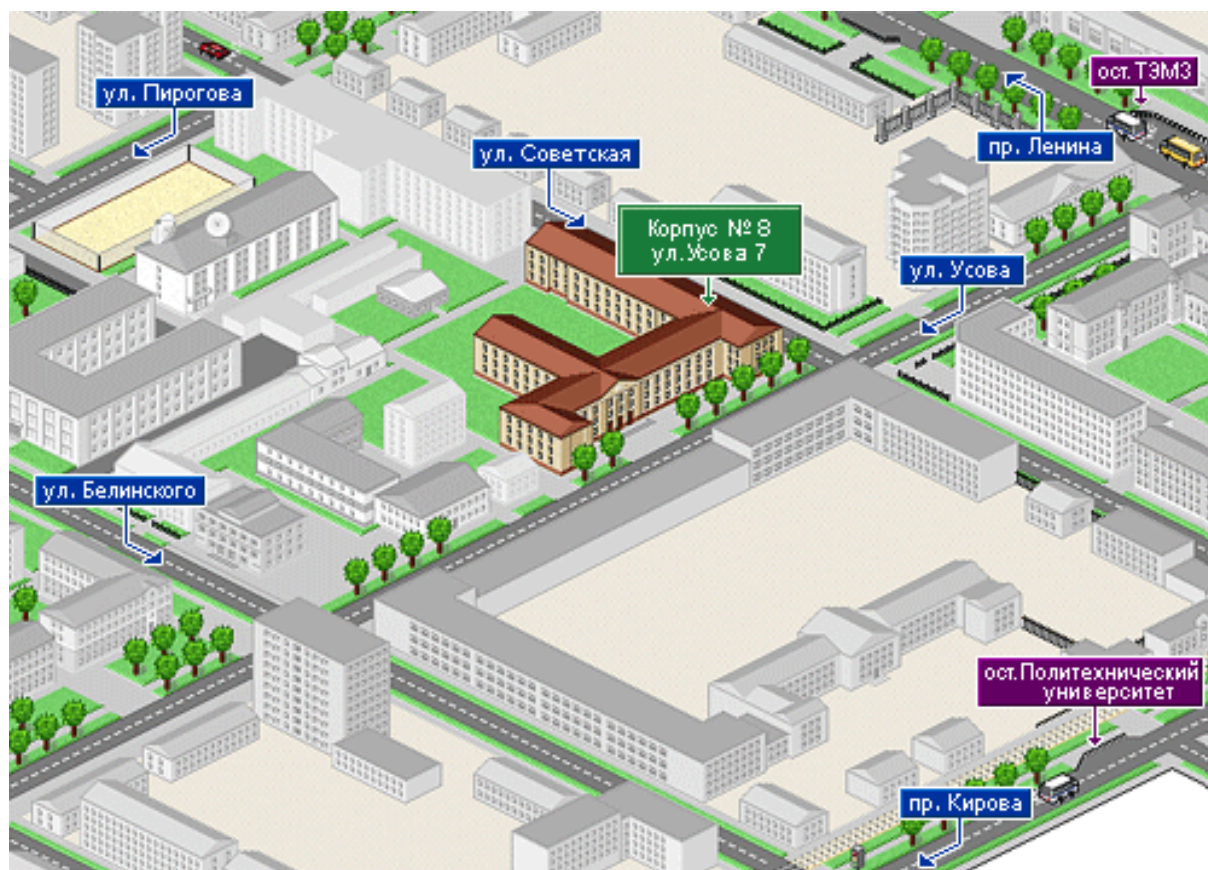 ост. ТЭМЗ
ул. Пирогова
ул. Советская
пр. Ленина
Корпус № 8
ул. Усова 7
ул. Усова
ул. Белинского
ост. Политехнический
университет
пр. Кирова